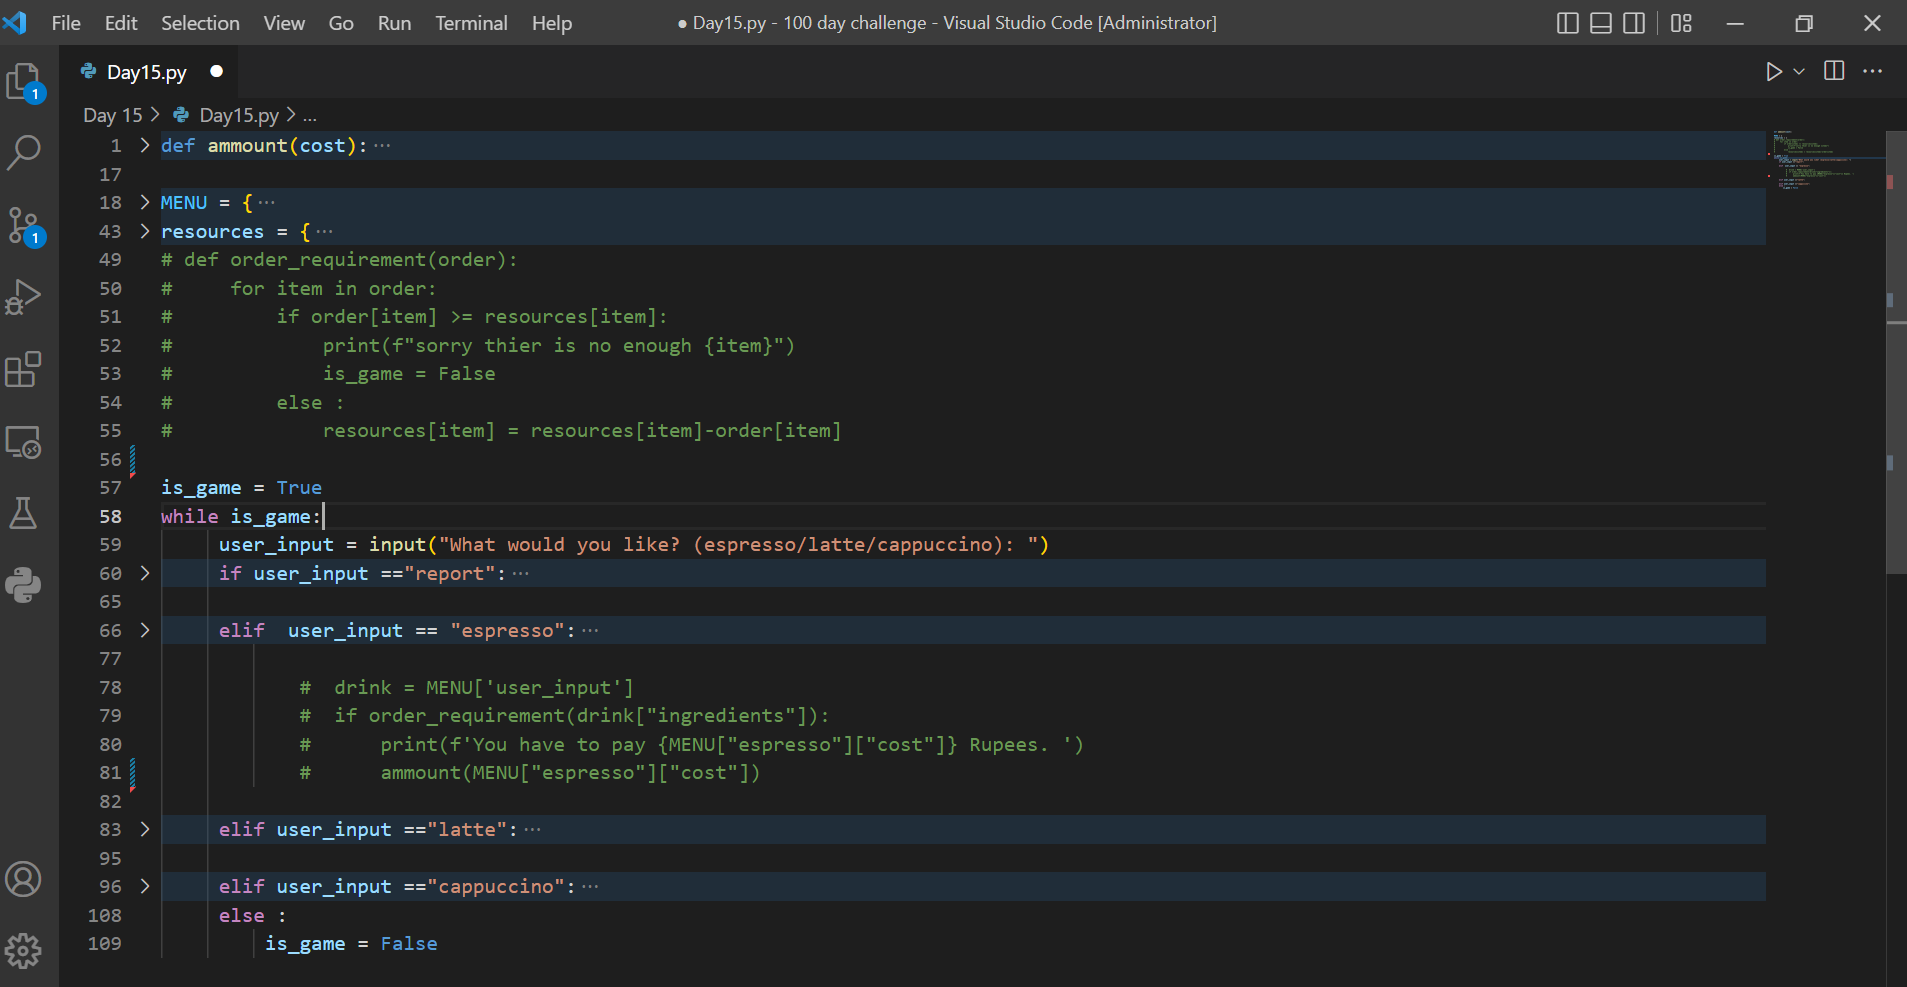 File Edit Selection View Go Run Terminal Help ● Day15.py - 100 day challenge - Visual Studio Code [Administrator]
Day15.py ●
Day 15 > Day15.py > ...
1 > def ammount(cost): ···
17
18 > MENU = { ···
43 > resources = { ···
49 # def order_requirement(order):
50 #     for item in order:
51 #         if order[item] >= resources[item]:
52 #             print(f"sorry thier is no enough {item}")
53 #             is_game = False
54 #         else :
55 #             resources[item] = resources[item]-order[item]
56
57 is_game = True
58 while is_game:
59     user_input = input("What would you like? (espresso/latte/cappuccino): ")
60 >     if user_input =="report": ···
65
66 >     elif  user_input == "espresso": ···
77
78            #  drink = MENU['user_input']
79            #  if order_requirement(drink["ingredients"]):
80            #      print(f'You have to pay {MENU["espresso"]["cost"]} Rupees. ')
81            #      ammount(MENU["espresso"]["cost"])
82
83 >     elif user_input =="latte": ···
95
96 >     elif user_input =="cappuccino": ···
108     else :
109         is_game = False
1
1